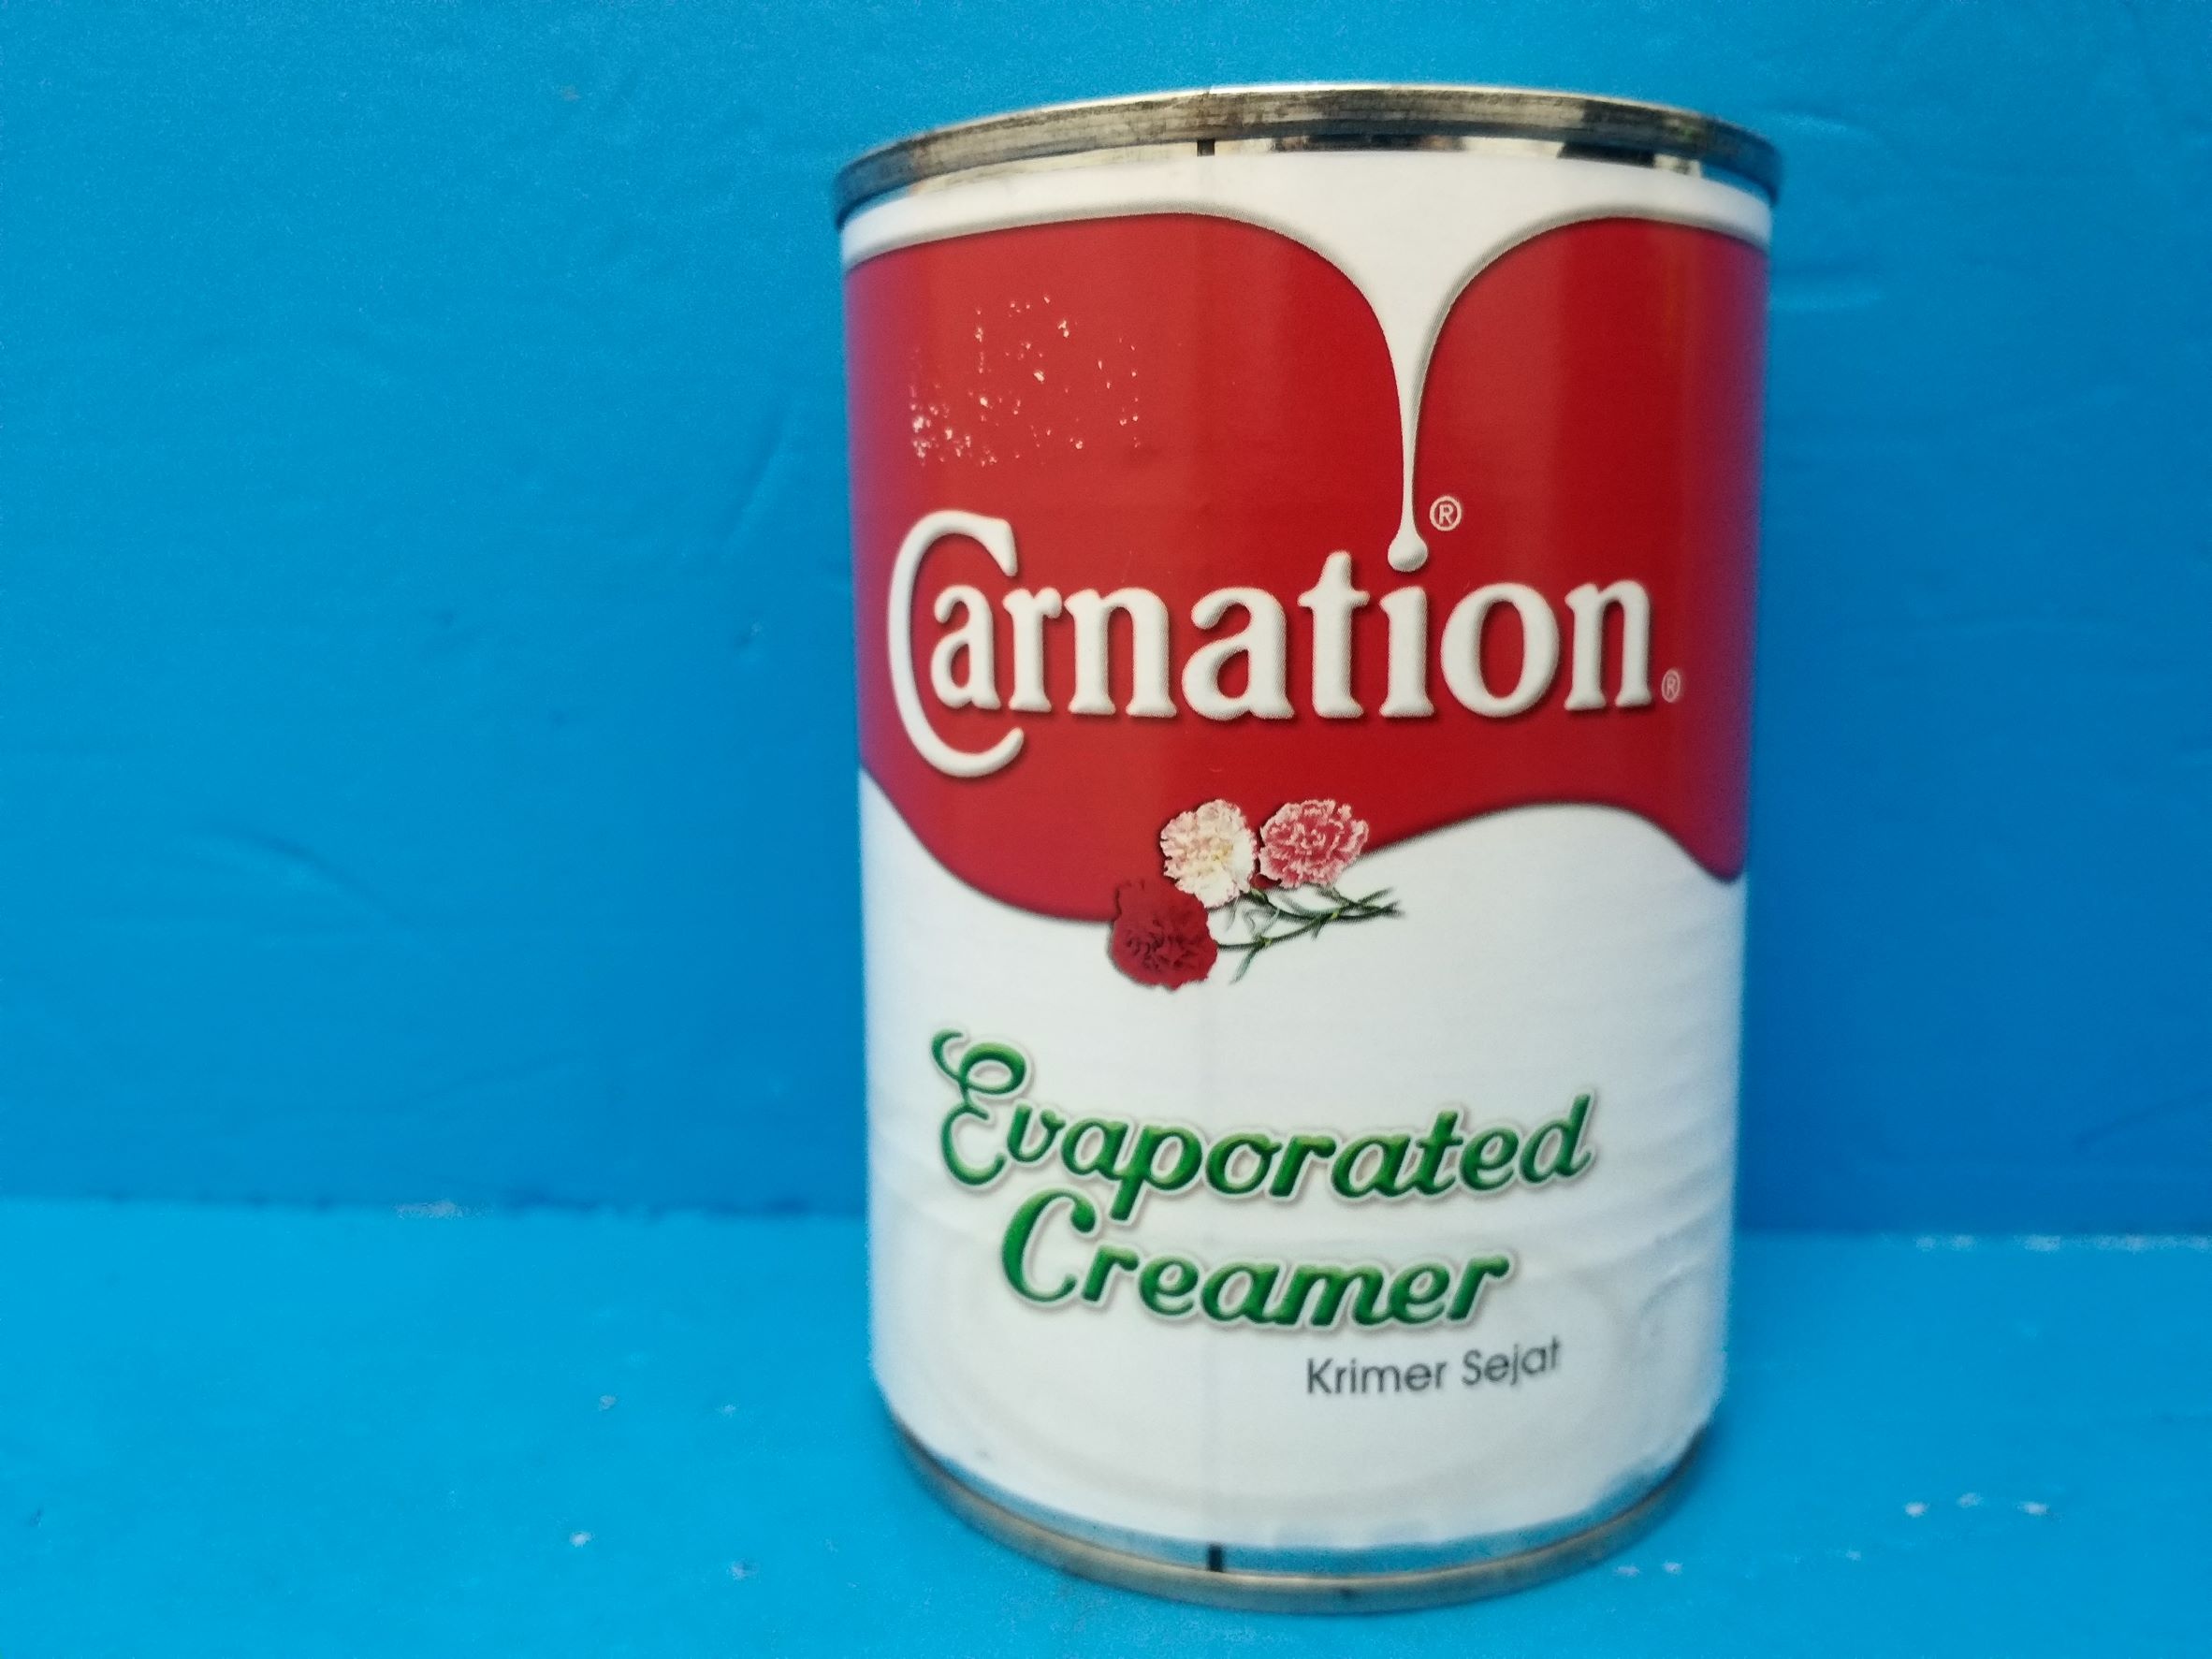 ®
Carnation®
Evaporated
Creamer
Krimer Sejat